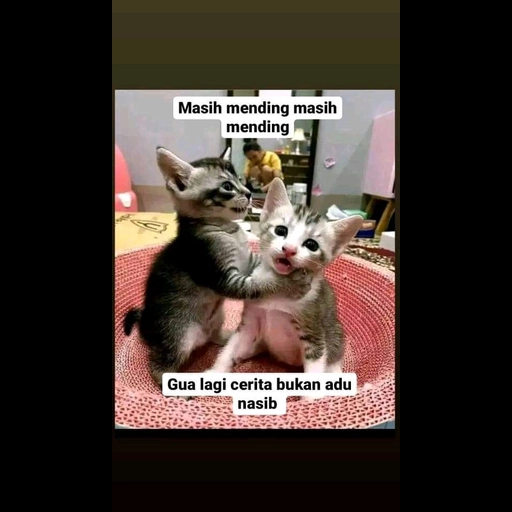 Masih mending masih
mending
Gua lagi cerita bukan adu
nasib